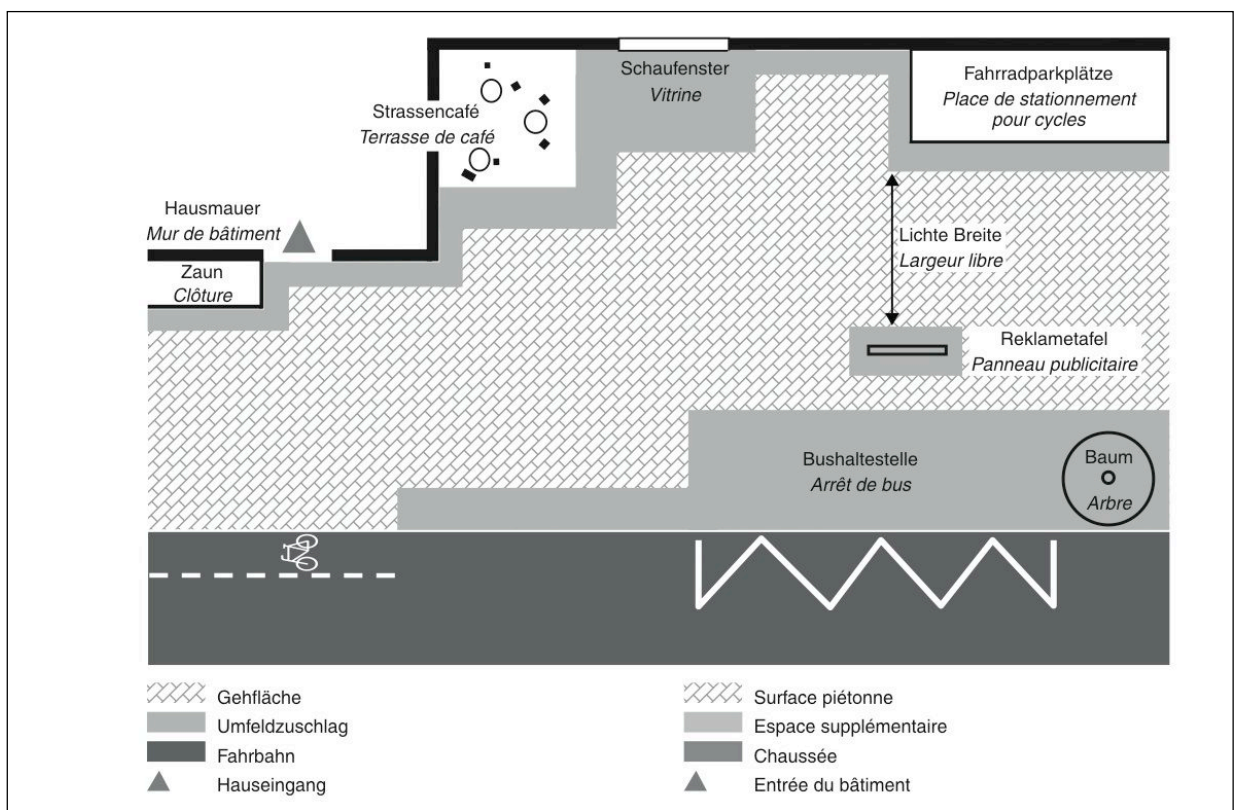 Schaufenster
Vitrine
Fahrradparkplätze
Place de stationnement
pour cycles
Strassencafé
Terrasse de café
Hausmauer
Mur de bâtiment
Zaun
Clôture
Lichte Breite
Largeur libre
Reklametafel
Panneau publicitaire
Bushaltestelle
Arrêt de bus
Baum
Arbre
Gehfläche
Umfeldzuschlag
Fahrbahn
Hauseingang
Surface piétonne
Espace supplémentaire
Chaussée
Entrée du bâtiment